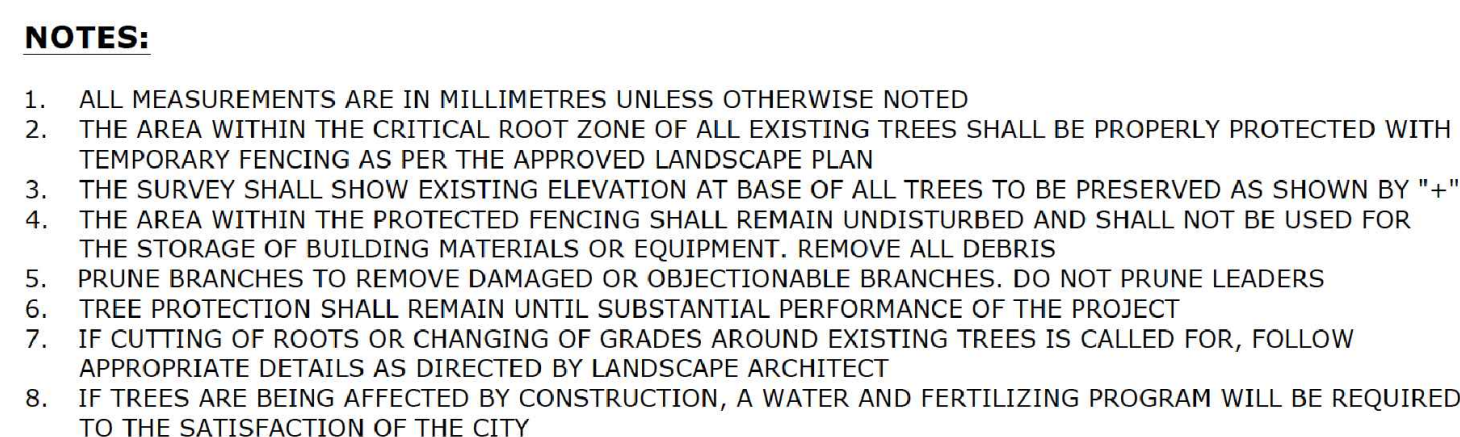 NOTES:
1. ALL MEASUREMENTS ARE IN MILLIMETRES UNLESS OTHERWISE NOTED
2. THE AREA WITHIN THE CRITICAL ROOT ZONE OF ALL EXISTING TREES SHALL BE PROPERLY PROTECTED WITH
TEMPORARY FENCING AS PER THE APPROVED LANDSCAPE PLAN
3. THE SURVEY SHALL SHOW EXISTING ELEVATION AT BASE OF ALL TREES TO BE PRESERVED AS SHOWN BY "+"
4. THE AREA WITHIN THE PROTECTED FENCING SHALL REMAIN UNDISTURBED AND SHALL NOT BE USED FOR
THE STORAGE OF BUILDING MATERIALS OR EQUIPMENT. REMOVE ALL DEBRIS
5. PRUNE BRANCHES TO REMOVE DAMAGED OR OBJECTIONABLE BRANCHES. DO NOT PRUNE LEADERS
6. TREE PROTECTION SHALL REMAIN UNTIL SUBSTANTIAL PERFORMANCE OF THE PROJECT
7. IF CUTTING OF ROOTS OR CHANGING OF GRADES AROUND EXISTING TREES IS CALLED FOR, FOLLOW
APPROPRIATE DETAILS AS DIRECTED BY LANDSCAPE ARCHITECT
8. IF TREES ARE BEING AFFECTED BY CONSTRUCTION, A WATER AND FERTILIZING PROGRAM WILL BE REQUIRED
TO THE SATISFACTION OF THE CITY